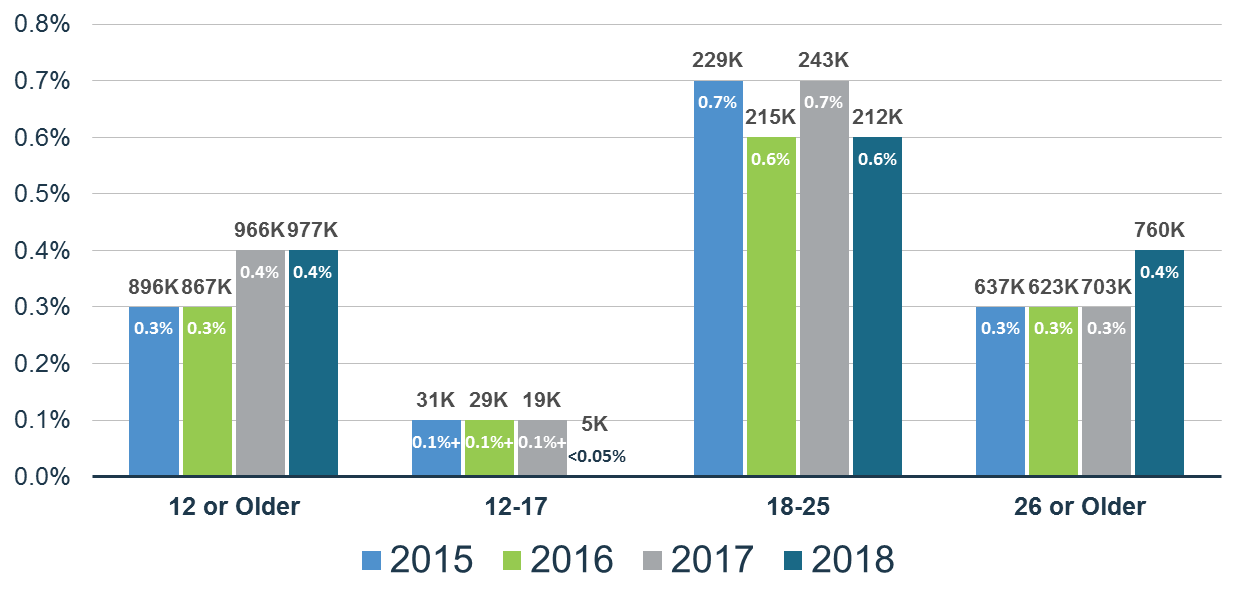 0.8%
0.7%
0.6%
0.5%
0.4%
0.3%
0.2%
0.1%
0.0%
896K 867K 966K 977K
0.3% 0.3% 0.4% 0.4%
31K 29K 19K 5K
0.1%+ 0.1%+ 0.1%+ <0.05%
229K 215K 243K 212K
0.7% 0.6% 0.7% 0.6%
637K 623K 703K 760K
0.3% 0.3% 0.3% 0.4%
12 or Older 12-17 18-25 26 or Older
2015 2016 2017 2018